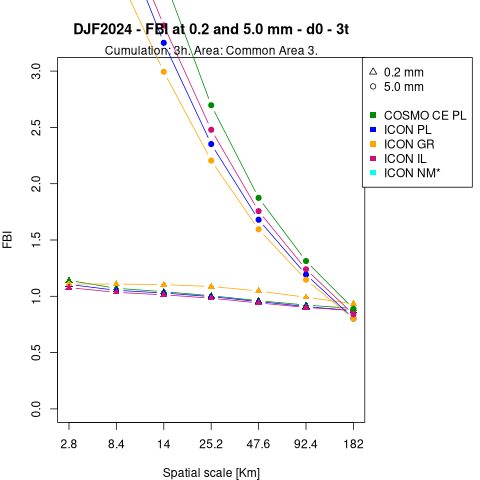 DJF2024 - FBI at 0.2 and 5.0 mm - d0 - 3t
Cumulation: 3h. Area: Common Area 3.
0.2 mm
5.0 mm
COSMO CE PL
ICON PL
ICON GR
ICON IL
ICON NM*
FBI
3.0
2.5
2.0
1.5
1.0
0.5
0.0
2.8 8.4 14 25.2 47.6 92.4 182
Spatial scale [Km]